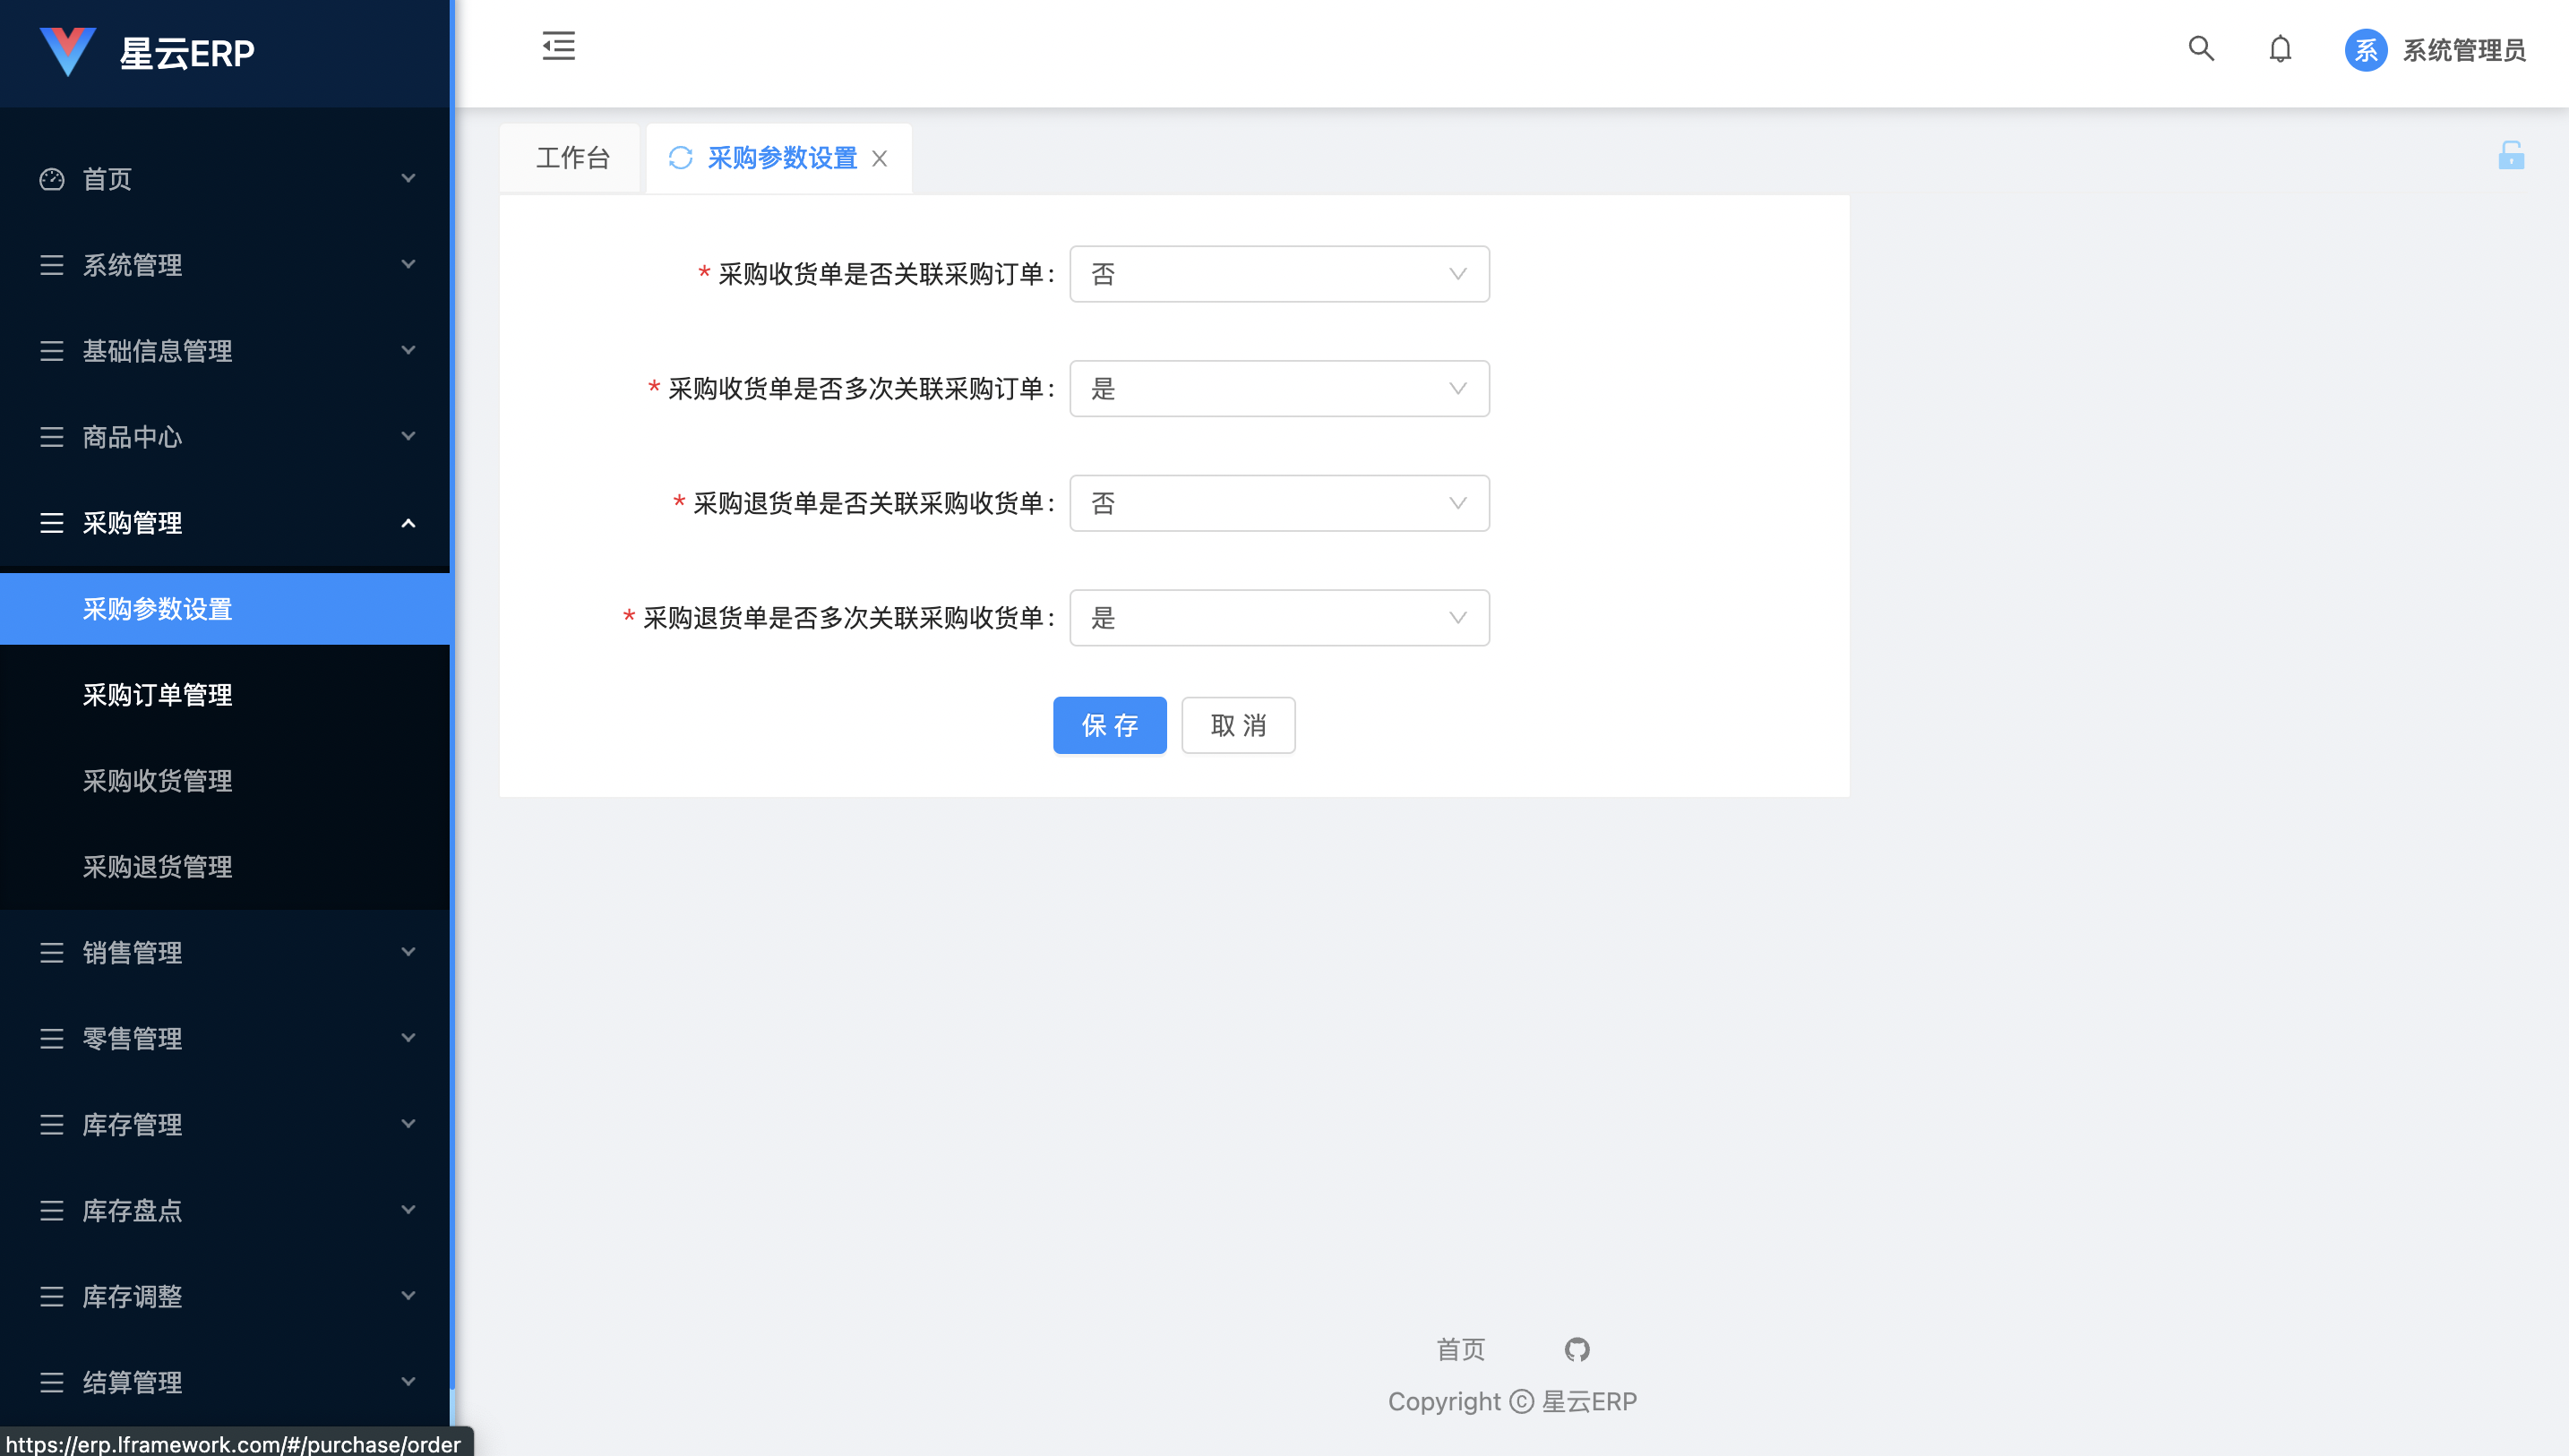 星云ERP
系 系统管理员
首页
系统管理
基础信息管理
商品中心
采购管理
采购参数设置
采购订单管理
采购收货管理
采购退货管理
销售管理
零售管理
库存管理
库存盘点
库存调整
结算管理
https://erp.lframework.com/#/purchase/order
工作台
采购参数设置
* 采购收货单是否关联采购订单: 否
* 采购收货单是否多次关联采购订单: 是
* 采购退货单是否关联采购收货单: 否
* 采购退货单是否多次关联采购收货单: 是
保存 取消
首页
Copyright © 星云ERP